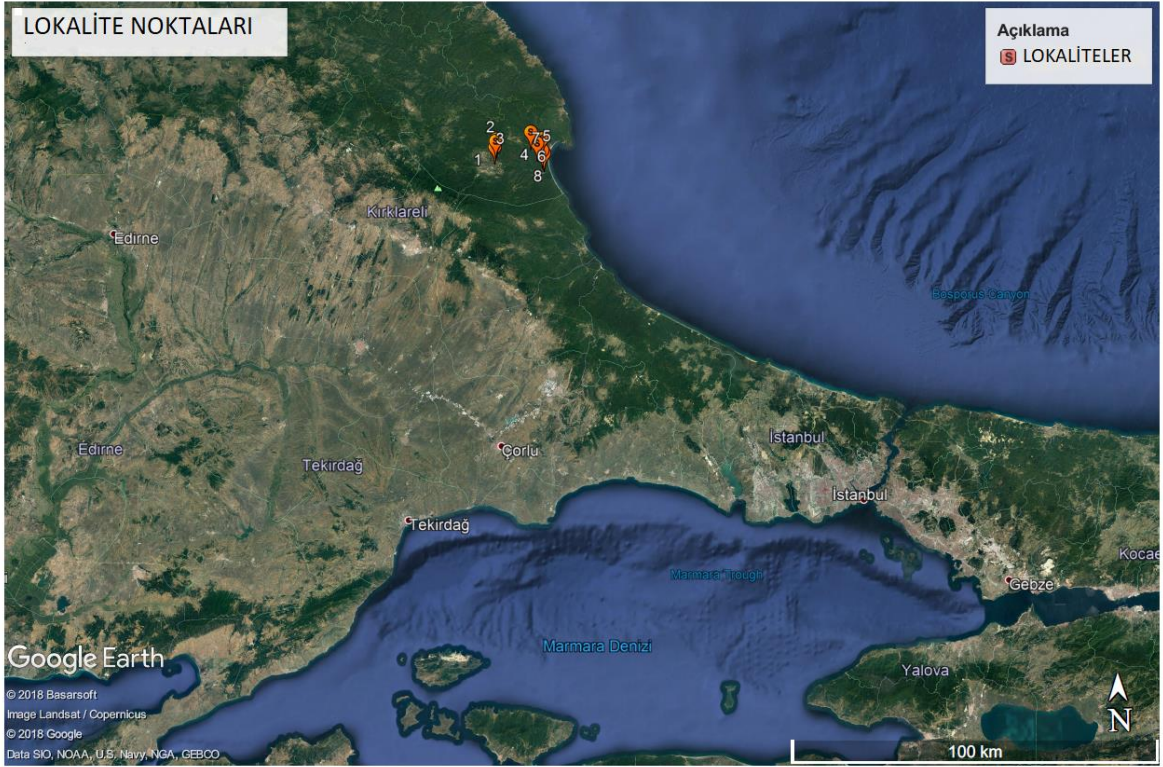 LOKALİTE NOKTALARI
Açıklama
S LOKALİTELER
2
3
1
7
5
4
6
8
Kırklareli
Edirne
Bosporus Canyon
Edirne
Tekirdağ
Çorlu
İstanbul
İstanbul
Tekirdağ
Kocae
Marmara Trough
Gebze
Marmara Denizi
Yalova
Google Earth
© 2018 Basarsoft
Image Landsat / Copernicus
© 2018 Google
Data SIO, NOAA, U.S. Navy, NGA, GEBCO
N
100 km